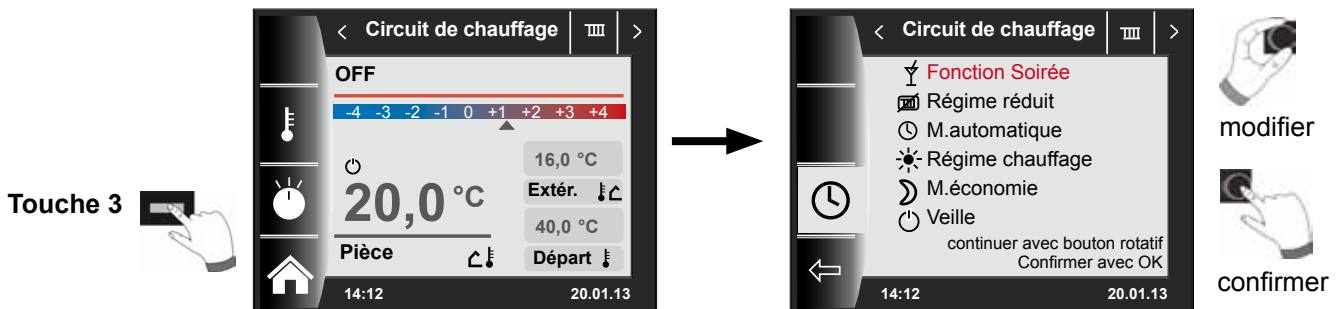 Touche 3
Circuit de chauffage
OFF
-4 -3 -2 -1 0 +1 +2 +3 +4
16,0 °C
Extér.
20,0 °C
40,0 °C
Pièce
Départ
14:12 20.01.13
Circuit de chauffage
Fonction Soirée
Régime réduit
M.automatique
Régime chauffage
M.économie
Veille
continuer avec bouton rotatif
Confirmer avec OK
14:12 20.01.13
modifier
confirmer